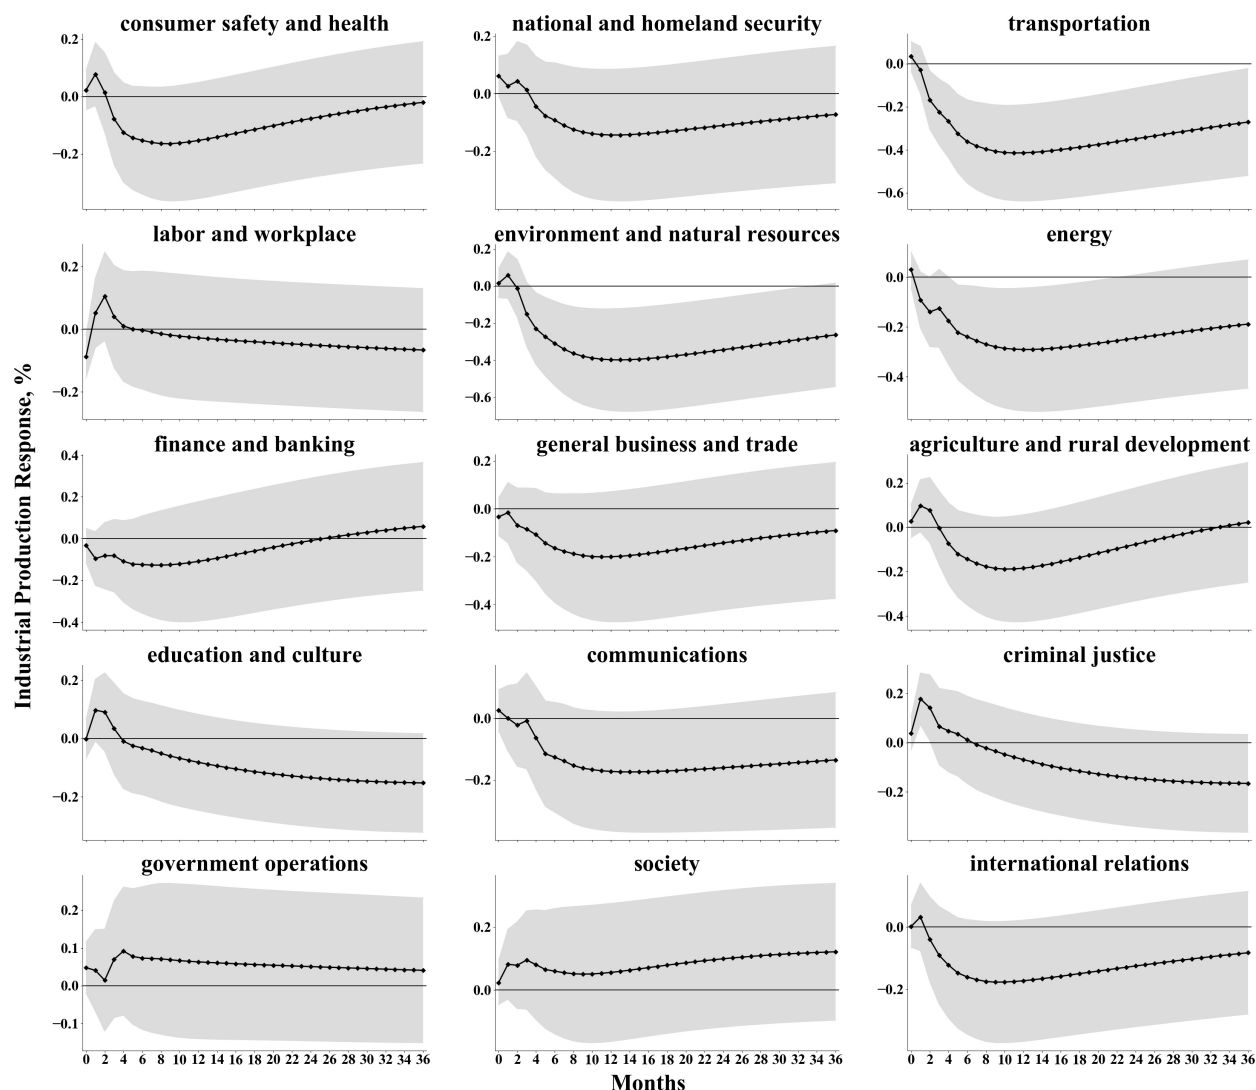 consumer safety and health
0.2
0.0
−0.2
national and homeland security
0.2
0.0
−0.2
transportation
0.0
−0.2
−0.4
−0.6
labor and workplace
0.2
0.0
−0.2
environment and natural resources
0.2
0.0
−0.2
−0.4
−0.6
energy
0.0
−0.2
−0.4
finance and banking
0.4
0.2
0.0
−0.2
−0.4
general business and trade
0.2
0.0
−0.2
−0.4
agriculture and rural development
0.2
0.0
−0.2
−0.4
education and culture
0.2
0.0
−0.2
communications
0.0
−0.2
criminal justice
0.2
0.0
−0.2
government operations
0.2
0.1
0.0
−0.1
0 2 4 6 8 10 12 14 16 18 20 22 24 26 28 30 32 34 36
society
0.2
0.0
0 2 4 6 8 10 12 14 16 18 20 22 24 26 28 30 32 34 36
international relations
0.0
−0.2
0 2 4 6 8 10 12 14 16 18 20 22 24 26 28 30 32 34 36
Industrial Production Response, %
Months